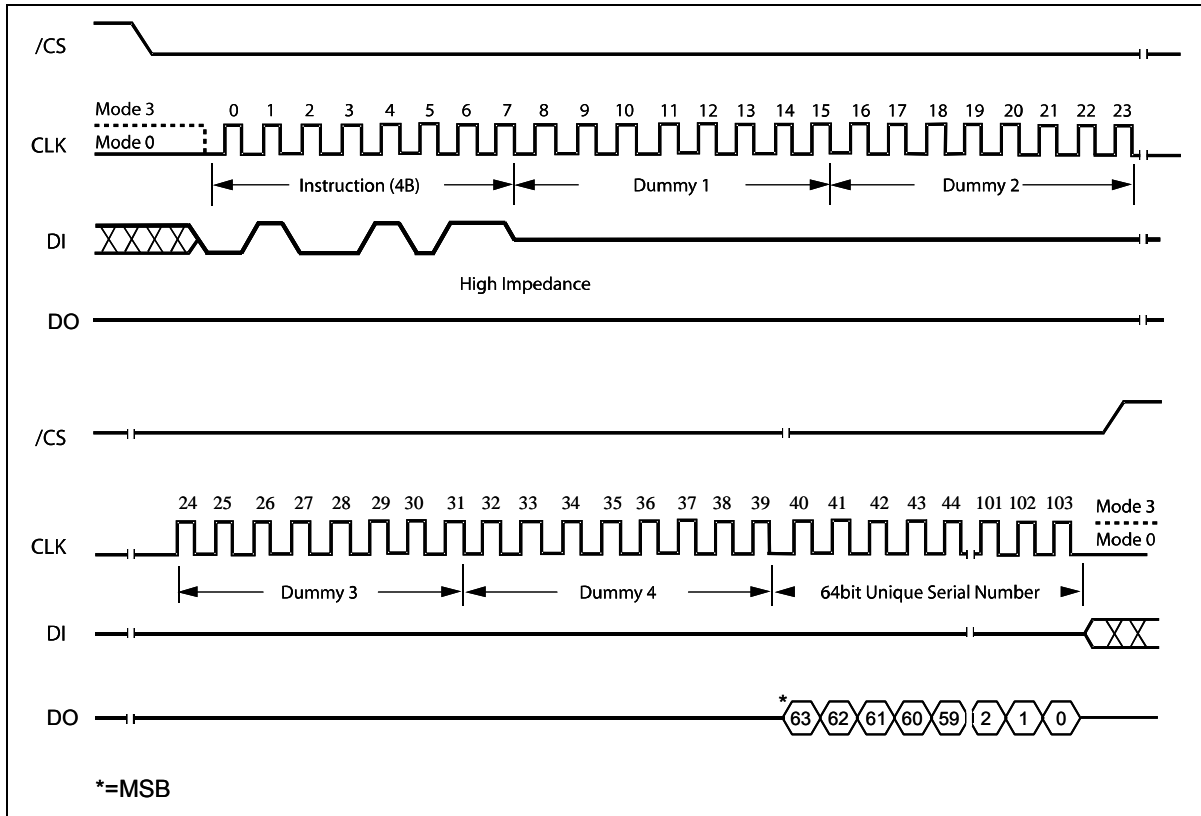 /CS
Mode 3
0 1 2 3 4 5 6 7 8 9 10 11 12 13 14 15 16 17 18 19 20 21 22 23
CLK
Mode 0
Instruction (4B) Dummy 1 Dummy 2
DI
High Impedance
DO
/CS
24 25 26 27 28 29 30 31 32 33 34 35 36 37 38 39 40 41 42 43 44 101 102 103 Mode 3
CLK
Mode 0
Dummy 3 Dummy 4 64bit Unique Serial Number
DI
*
DO
63 62 61 60 59 2 1 0
*=MSB